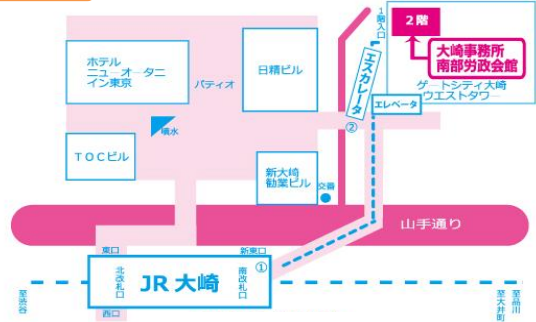 1階入口
2階
大崎事務所
南部労政会館
ゲートシティ大崎
ウエストタワー
エスカレータ
エレベータ
②
ホテル
ニューオータニ
イン東京
パティオ
日精ビル
噴水
TOCビル
新大崎
勧業ビル
交番
山手通り
東口
新東口
①
北改札口
JR 大崎
南改札口
西口
至渋谷
至大井町
至品川